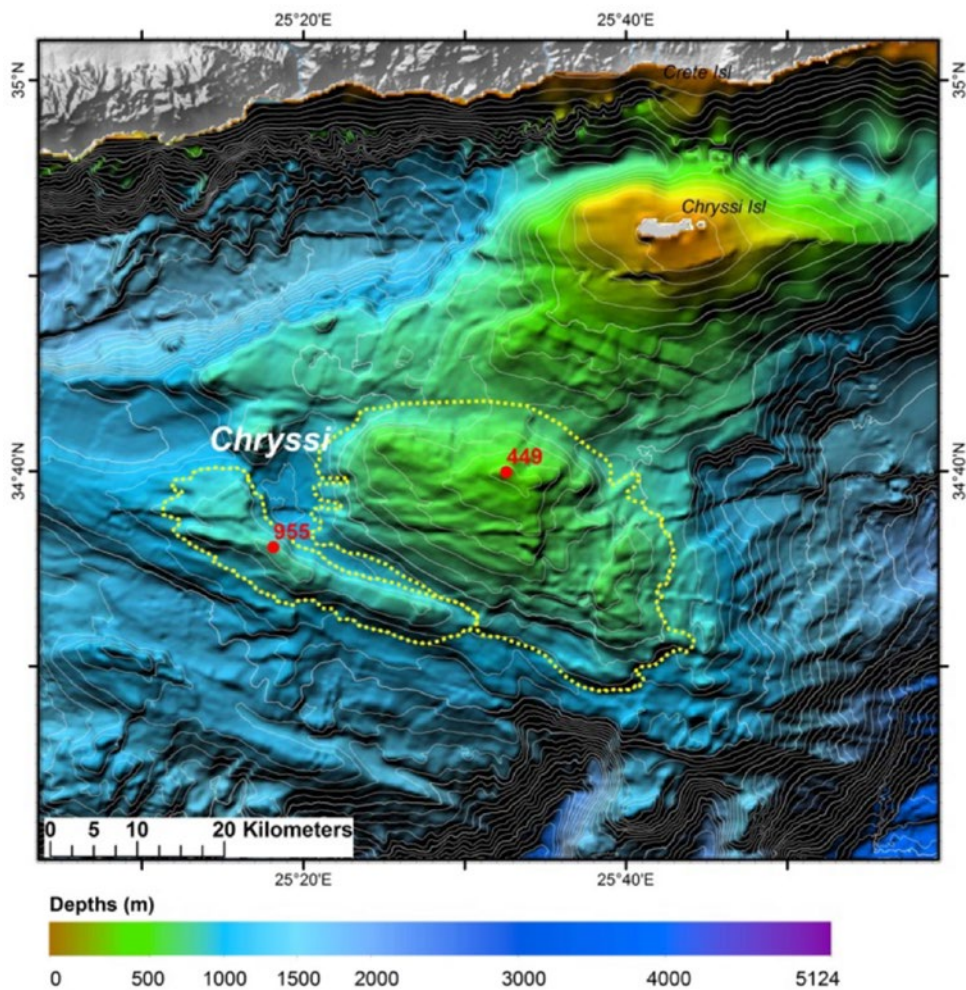 25°20'E 25°40'E
35°N 35°N
Crete Isl
Chryssi Isl
Chryssi
449
34°40'N 34°40'N
955
0 5 10 20 Kilometers
25°20'E 25°40'E
Depths (m)
0 500 1000 1500 2000 3000 4000 5124